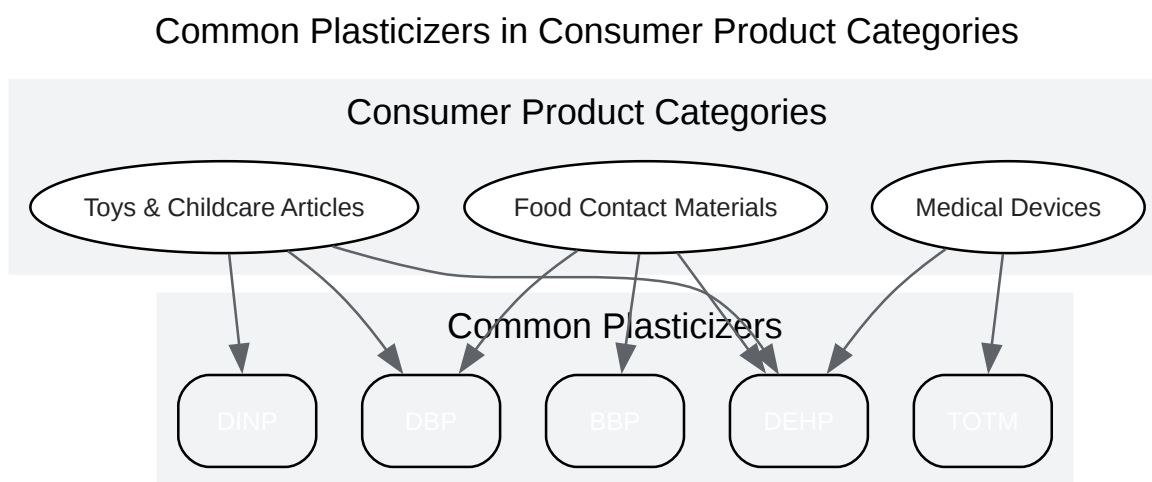 Common Plasticizers in Consumer Product Categories
Consumer Product Categories
Toys & Childcare Articles
Food Contact Materials
Medical Devices
Common Plasticizers
DINP
DBP
BBP
DEHP
TOTM